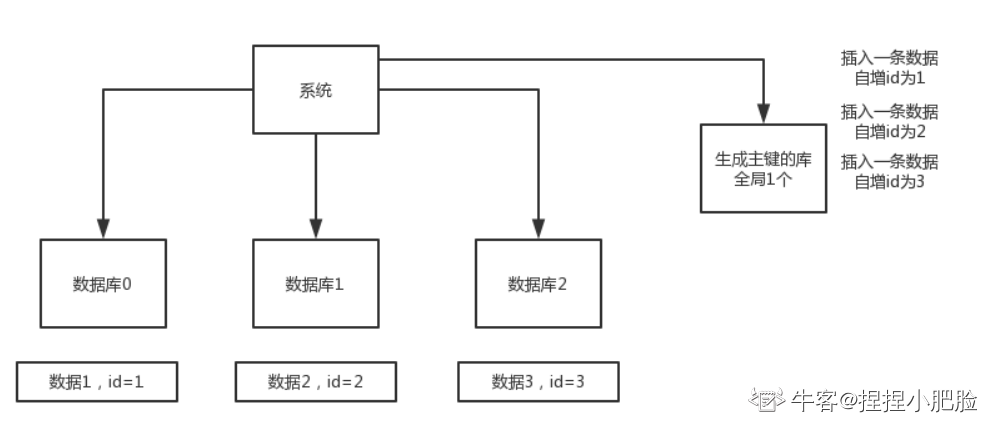 系统
插入一条数据
自增id为1
插入一条数据
自增id为2
生成主键的库
全局1个
插入一条数据
自增id为3
数据库0
数据库1
数据库2
数据1，id=1
数据2，id=2
数据3，id=3
牛客@捏捏小肥脸